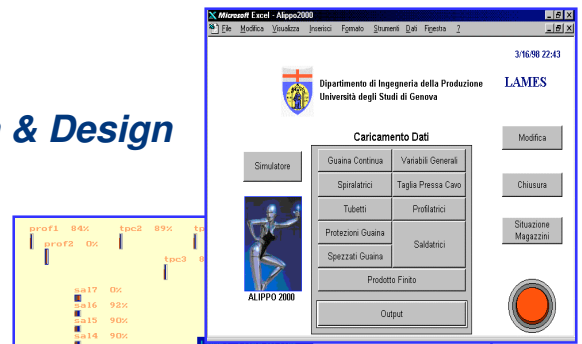 Microsoft Excel - Alippo2000
File Modifica Visualizza Inserisci Formato Strumenti Dati Finestra ?
3/16/98 22:43
Dipartimento di Ingegneria della Produzione
Università degli Studi di Genova
LAMES
& Design
Caricamento Dati
Modifica
Simulatore
Guaina Continua
Variabili Generali
Spiralatrici
Taglia Pressa Cavo
Chiusura
Tubetti
Profilatrici
Protezioni Guaina
Saldatrici
Situazione
Magazzini
Spezzati Guaina
Prodotto Finito
ALIPPO 2000
Output
prof1 84% tpc2 89% tp
prof2 0%
tpc3 8
sal7 0%
sal6 92%
sal5 90%
sal4 90%